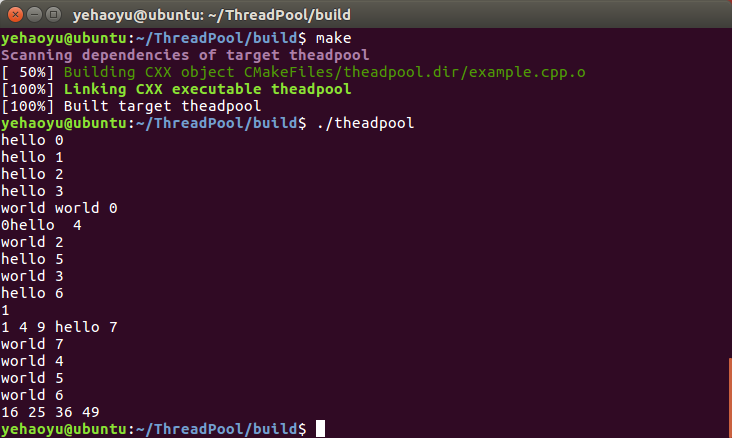 yehaoyu@ubuntu: ~/ThreadPool/build
yehaoyu@ubuntu:~/ThreadPool/build$ make
Scanning dependencies of target theadpool
[ 50%] Building CXX object CMakeFiles/theadpool.dir/example.cpp.o
[100%] Linking CXX executable theadpool
[100%] Built target theadpool
yehaoyu@ubuntu:~/ThreadPool/build$ ./theadpool
hello 0
hello 1
hello 2
hello 3
world world 0
0hello  4
world 2
hello 5
world 3
hello 6
1
1 4 9 hello 7
world 7
world 4
world 5
world 6
16 25 36 49
yehaoyu@ubuntu:~/ThreadPool/build$